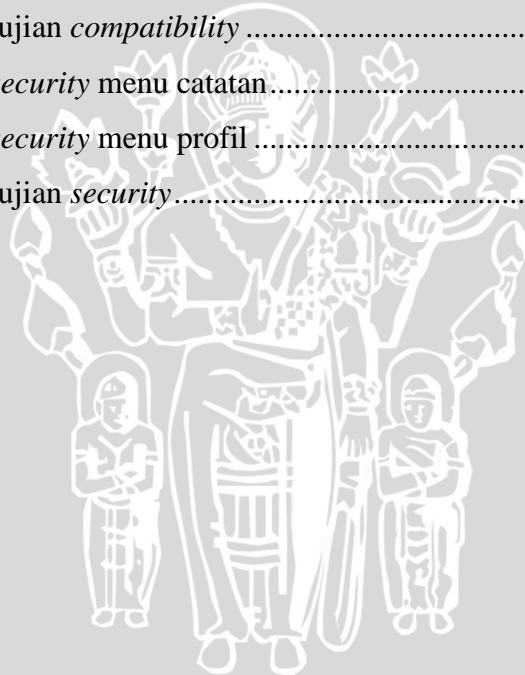 ujian compatibility ....................................
ecurity menu catatan.................................
ecurity menu profil ...................................
ujian security.............................................